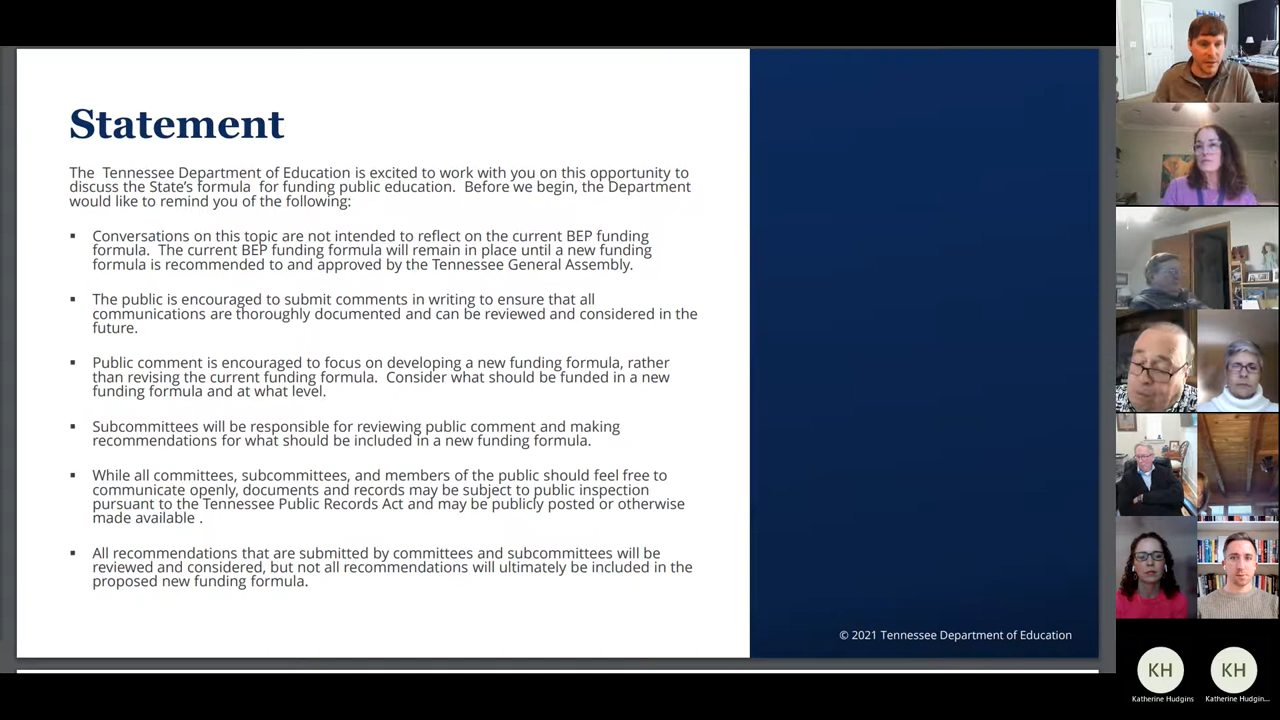 Statement
The Tennessee Department of Education is excited to work with you on this opportunity to
discuss the State's formula for funding public education. Before we begin, the Department
would like to remind you of the following:
▪ Conversations on this topic are not intended to reflect on the current BEP funding
formula. The current BEP funding formula will remain in place until a new funding
formula is recommended to and approved by the Tennessee General Assembly.
▪ The public is encouraged to submit comments in writing to ensure that all
communications are thoroughly documented and can be reviewed and considered in the
future.
▪ Public comment is encouraged to focus on developing a new funding formula, rather
than revising the current funding formula. Consider what should be funded in a new
funding formula and at what level.
▪ Subcommittees will be responsible for reviewing public comment and making
recommendations for what should be included in a new funding formula.
▪ While all committees, subcommittees, and members of the public should feel free to
communicate openly, documents and records may be subject to public inspection
pursuant to the Tennessee Public Records Act and may be publicly posted or otherwise
made available .
▪ All recommendations that are submitted by committees and subcommittees will be
reviewed and considered, but not all recommendations will ultimately be included in the
proposed new funding formula.
© 2021 Tennessee Department of Education
KH
Katherine Hudgins
KH
Katherine Hudgin...